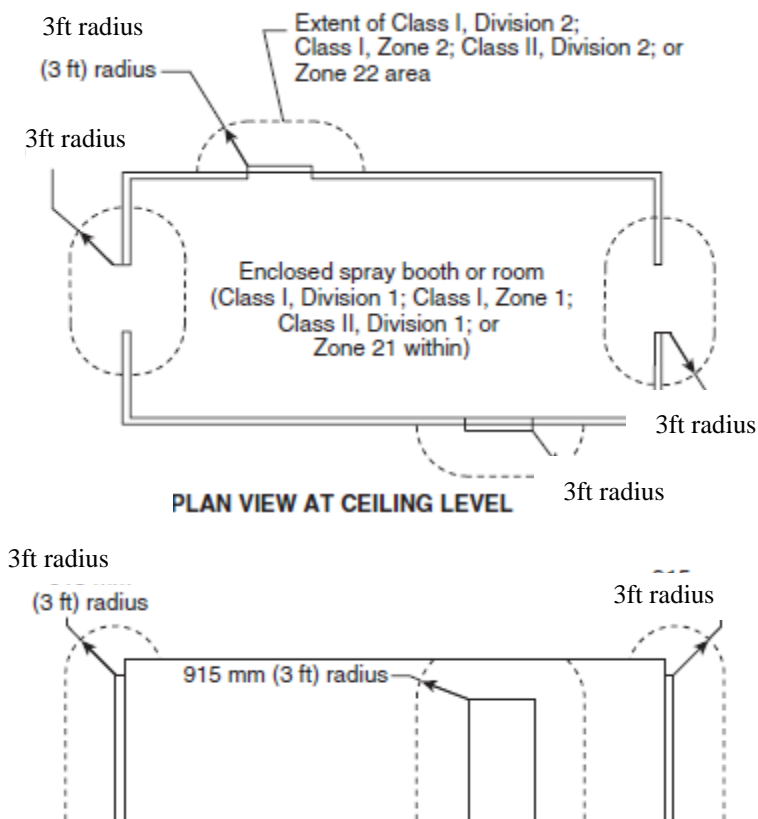 3ft radius
(3 ft) radius
Extent of Class I, Division 2;
Class I, Zone 2; Class II, Division 2; or
Zone 22 area
3ft radius
Enclosed spray booth or room
(Class I, Division 1; Class I, Zone 1;
Class II, Division 1; or
Zone 21 within)
3ft radius
3ft radius
PLAN VIEW AT CEILING LEVEL
3ft radius
(3 ft) radius
3ft radius
915 mm (3 ft) radius